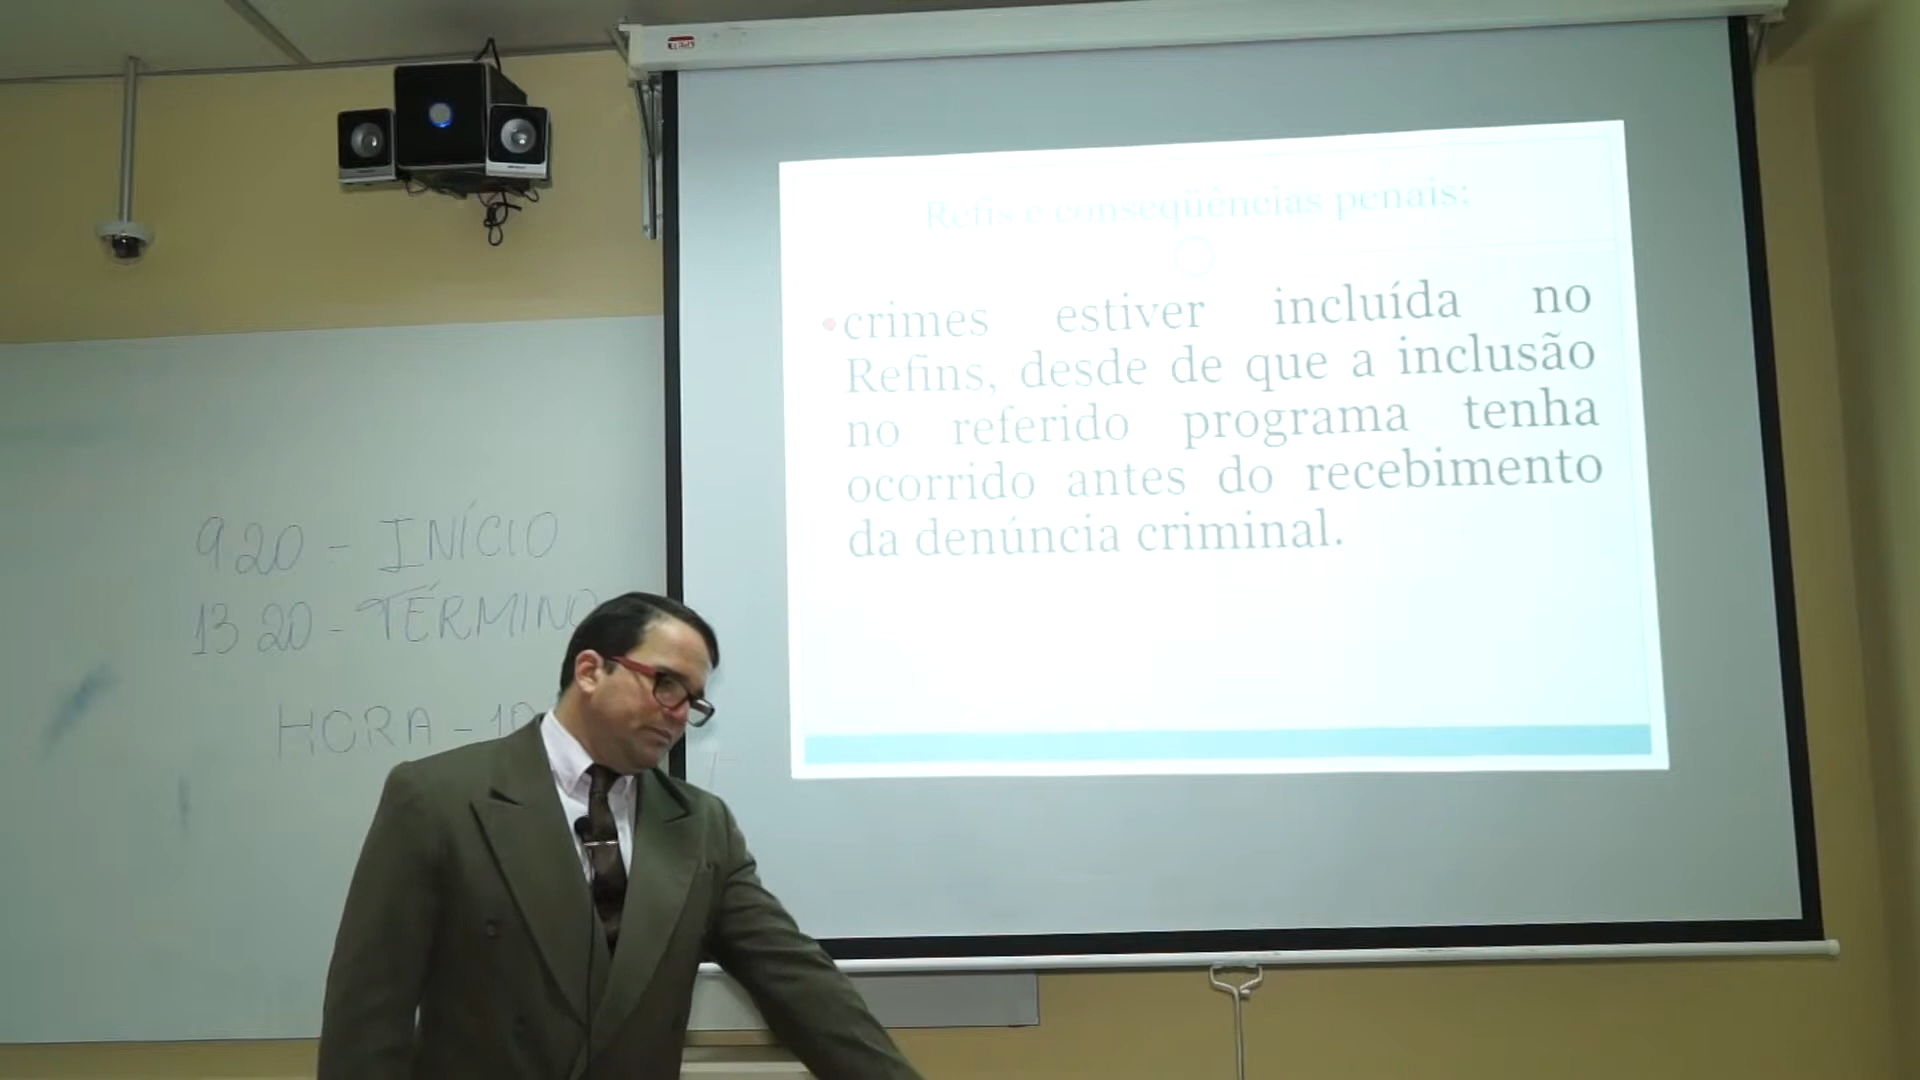 Refis e conseqüências penais:
•crimes estiver incluída no
Refins, desde de que a inclusão
no referido programa tenha
ocorrido antes do recebimento
da denúncia criminal.
9 20 - INÍCIO
13 20 - TÉRMINO
HORA - 10